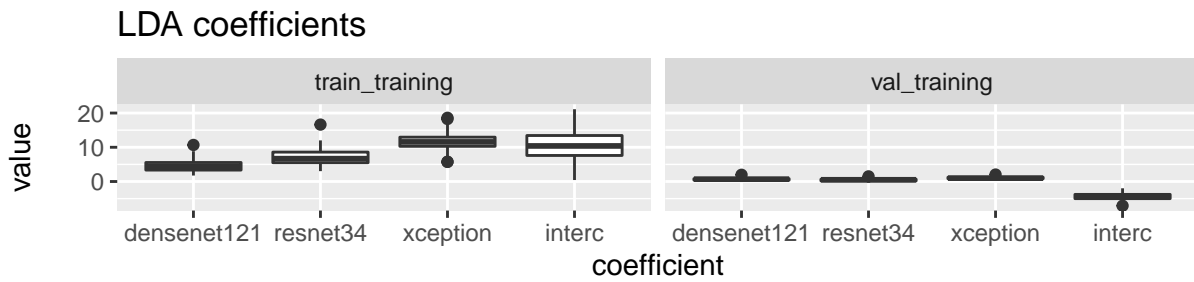 LDA coefficients
train_training val_training
value
20
10
0
densenet121 resnet34 xception interc densenet121 resnet34 xception interc
coefficient